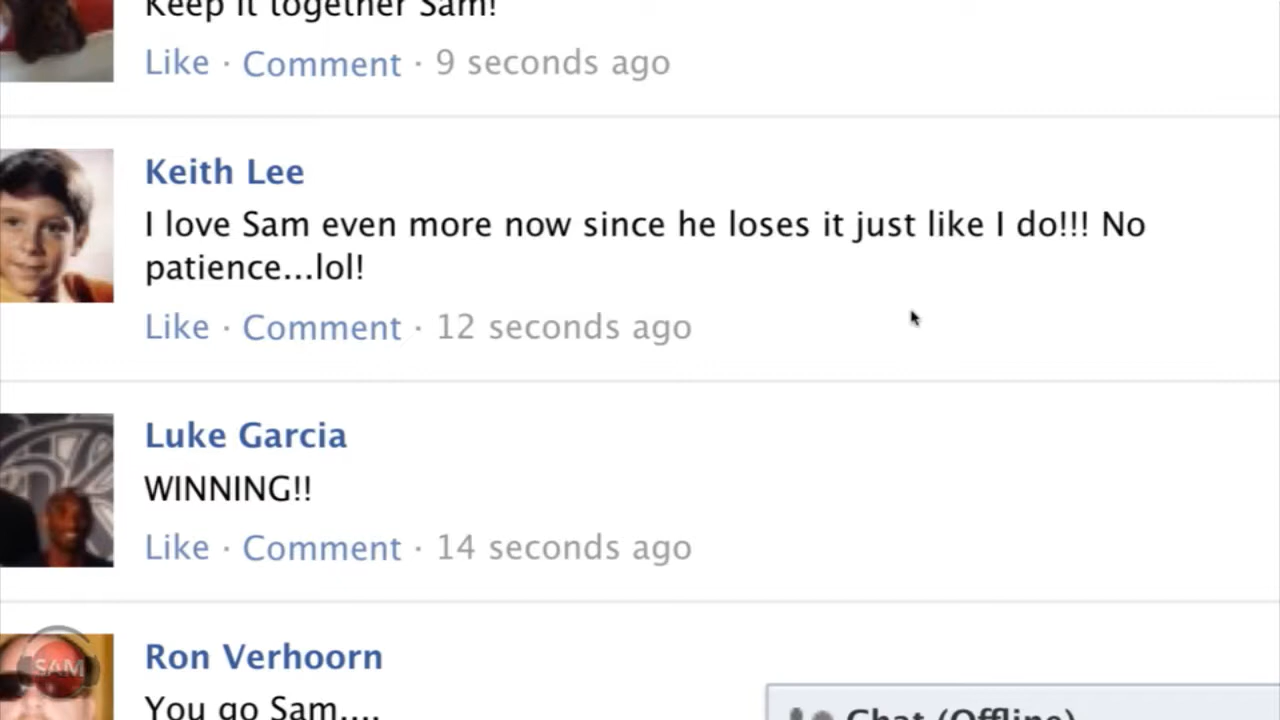 Keep it together Sam!
Like · Comment · 9 seconds ago
Keith Lee
I love Sam even more now since he loses it just like I do!!! No
patience...lol!
Like · Comment · 12 seconds ago
Luke Garcia
WINNING!!
Like · Comment · 14 seconds ago
Ron Verhoorn
SAM
You go Sam....
Chat (Offline)